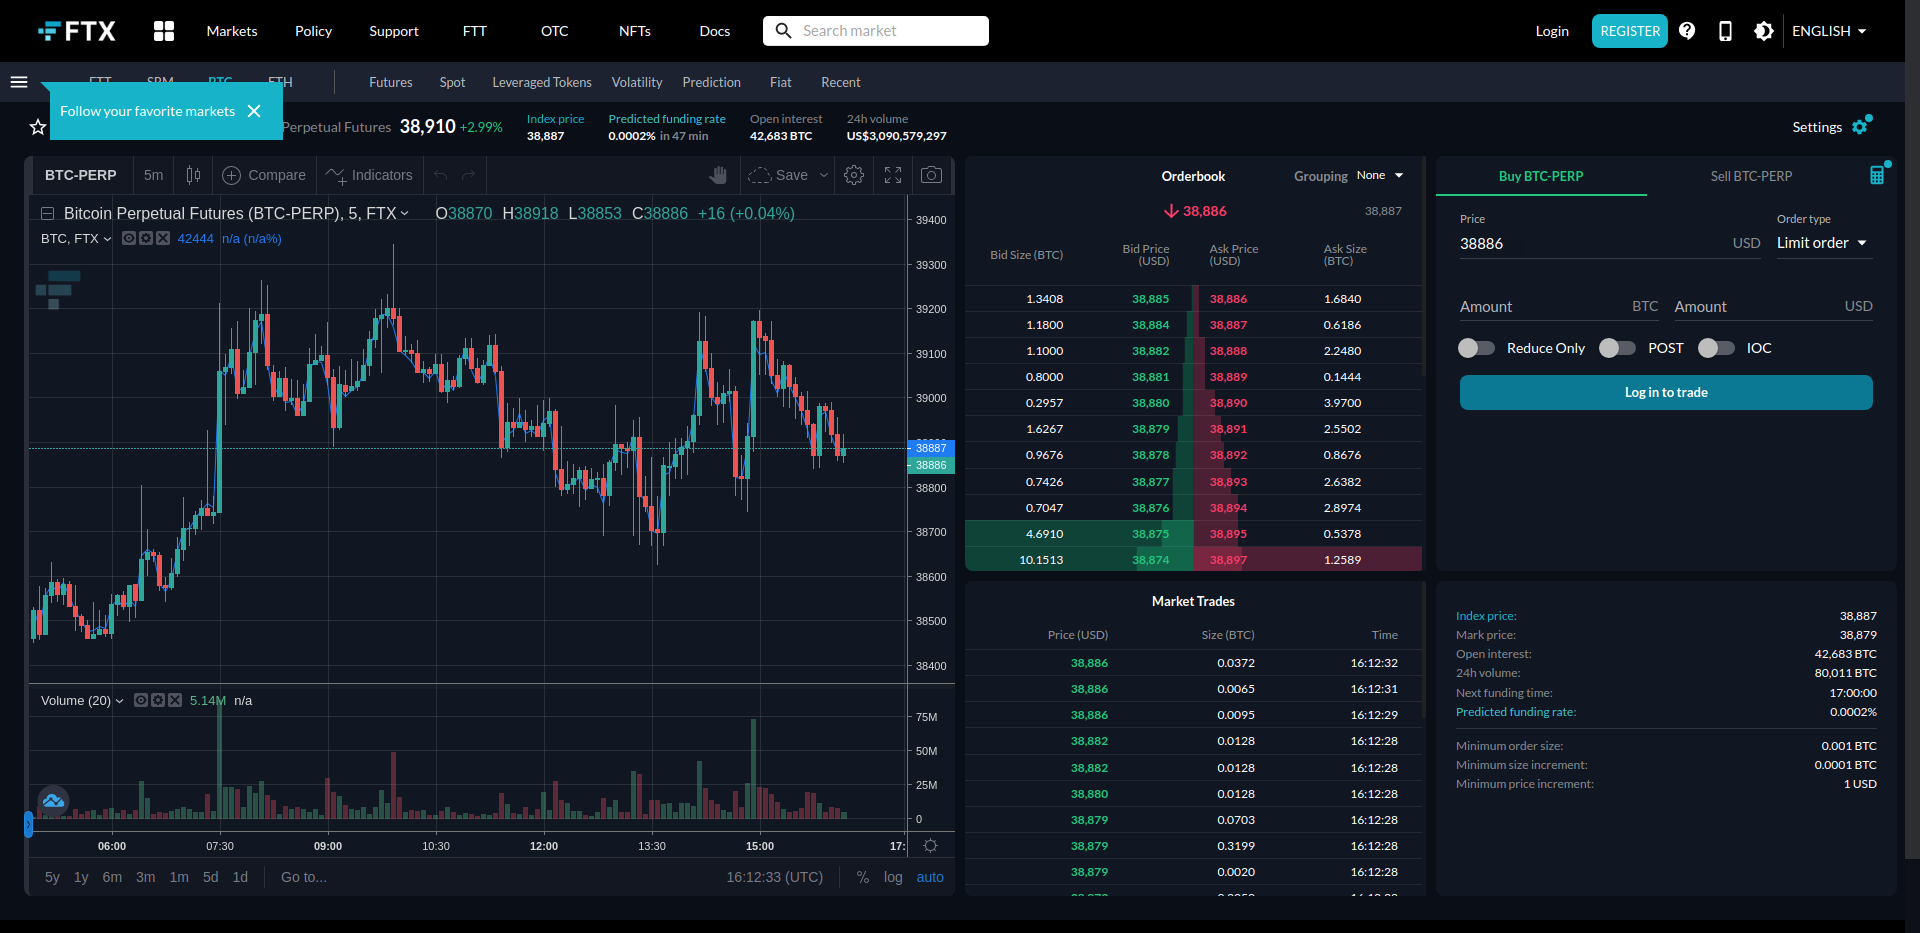 FTX
Markets Policy Support FTT OTC NFTs Docs Search market Login REGISTER ENGLISH
FTT SRM BTC ETH Futures Spot Leveraged Tokens Volatility Prediction Fiat Recent
Follow your favorite markets
Perpetual Futures 38,910 +2.99%
Index price
38,887
Predicted funding rate
0.0002% in 47 min
Open interest
42,683 BTC
24h volume
US$3,090,579,297
Settings
BTC-PERP 5m Compare Indicators Save
Bitcoin Perpetual Futures (BTC-PERP), 5, FTX O38870 H38918 L38853 C38886 +16 (+0.04%)
BTC, FTX 42444 n/a (n/a%)
39400
39300
39200
39100
39000
38887
38886
38800
38700
38600
38500
38400
Volume (20) 5.14M n/a
75M
50M
25M
0
06:00 07:30 09:00 10:30 12:00 13:30 15:00 17:
5y 1y 6m 3m 1m 5d 1d Go to... 16:12:33 (UTC) % log auto
Orderbook Grouping None
38,886 38,887
Bid Size (BTC) Bid Price (USD) Ask Price (USD) Ask Size (BTC)
1.3408 38,885 38,886 1.6840
1.1800 38,884 38,887 0.6186
1.1000 38,882 38,888 2.2480
0.8000 38,881 38,889 0.1444
0.2957 38,880 38,890 3.9700
1.6267 38,879 38,891 2.5502
0.9676 38,878 38,892 0.8676
0.7426 38,877 38,893 2.6382
0.7047 38,876 38,894 2.8974
4.6910 38,875 38,895 0.5378
10.1513 38,874 38,897 1.2589
Market Trades
Price (USD) Size (BTC) Time
38,886 0.0372 16:12:32
38,886 0.0065 16:12:31
38,886 0.0095 16:12:29
38,882 0.0128 16:12:28
38,882 0.0128 16:12:28
38,880 0.0128 16:12:28
38,879 0.0703 16:12:28
38,879 0.3199 16:12:28
38,879 0.0020 16:12:28
Buy BTC-PERP Sell BTC-PERP
Price Order type
38886 USD Limit order
Amount BTC Amount USD
Reduce Only POST IOC
Log in to trade
Index price: 38,887
Mark price: 38,879
Open interest: 42,683 BTC
24h volume: 80,011 BTC
Next funding time: 17:00:00
Predicted funding rate: 0.0002%
Minimum order size: 0.001 BTC
Minimum size increment: 0.0001 BTC
Minimum price increment: 1 USD